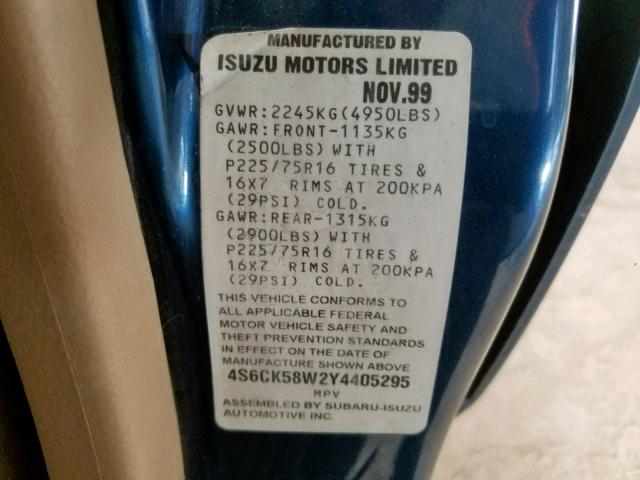 MANUFACTURED BY
ISUZU MOTORS LIMITED
NOV.99
GVWR:2245KG(4950LBS)
GAWR:FRONT-1135KG
(2500LBS) WITH
P225/75R16 TIRES &
16X7 RIMS AT 200KPA
(29PSI) COLD.
GAWR:REAR-1315KG
(2900LBS) WITH
P225/75R16 TIRES &
16X7 RIMS AT 200KPA
(29PSI) COLD.
THIS VEHICLE CONFORMS TO
ALL APPLICABLE FEDERAL
MOTOR VEHICLE SAFETY AND
THEFT PREVENTION STANDARDS
IN EFFECT ON THE DATE OF
MANUFACTURE SHOWN ABOVE
4S6CK58W2Y4405295
MPV
ASSEMBLED BY SUBARU-ISUZU
AUTOMOTIVE INC.